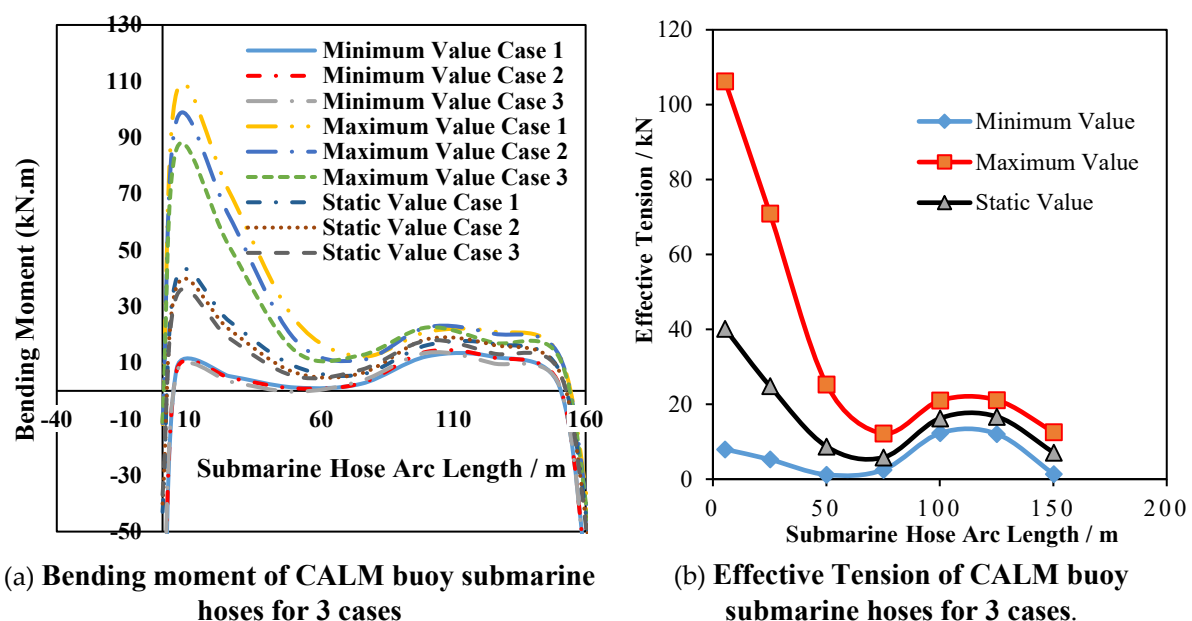 130
110
90
70
50
30
10
-10
-30
-50
-40
10
60
110
160
Bending Moment (kN.m)
Submarine Hose Arc Length / m
Minimum Value Case 1
Minimum Value Case 2
Minimum Value Case 3
Maximum Value Case 1
Maximum Value Case 2
Maximum Value Case 3
Static Value Case 1
Static Value Case 2
Static Value Case 3
(a) Bending moment of CALM buoy submarine
hoses for 3 cases
120
100
80
60
40
20
0
0
50
100
150
200
Effective Tension / kN
Submarine Hose Arc Length / m
Minimum Value
Maximum Value
Static Value
(b) Effective Tension of CALM buoy
submarine hoses for 3 cases.